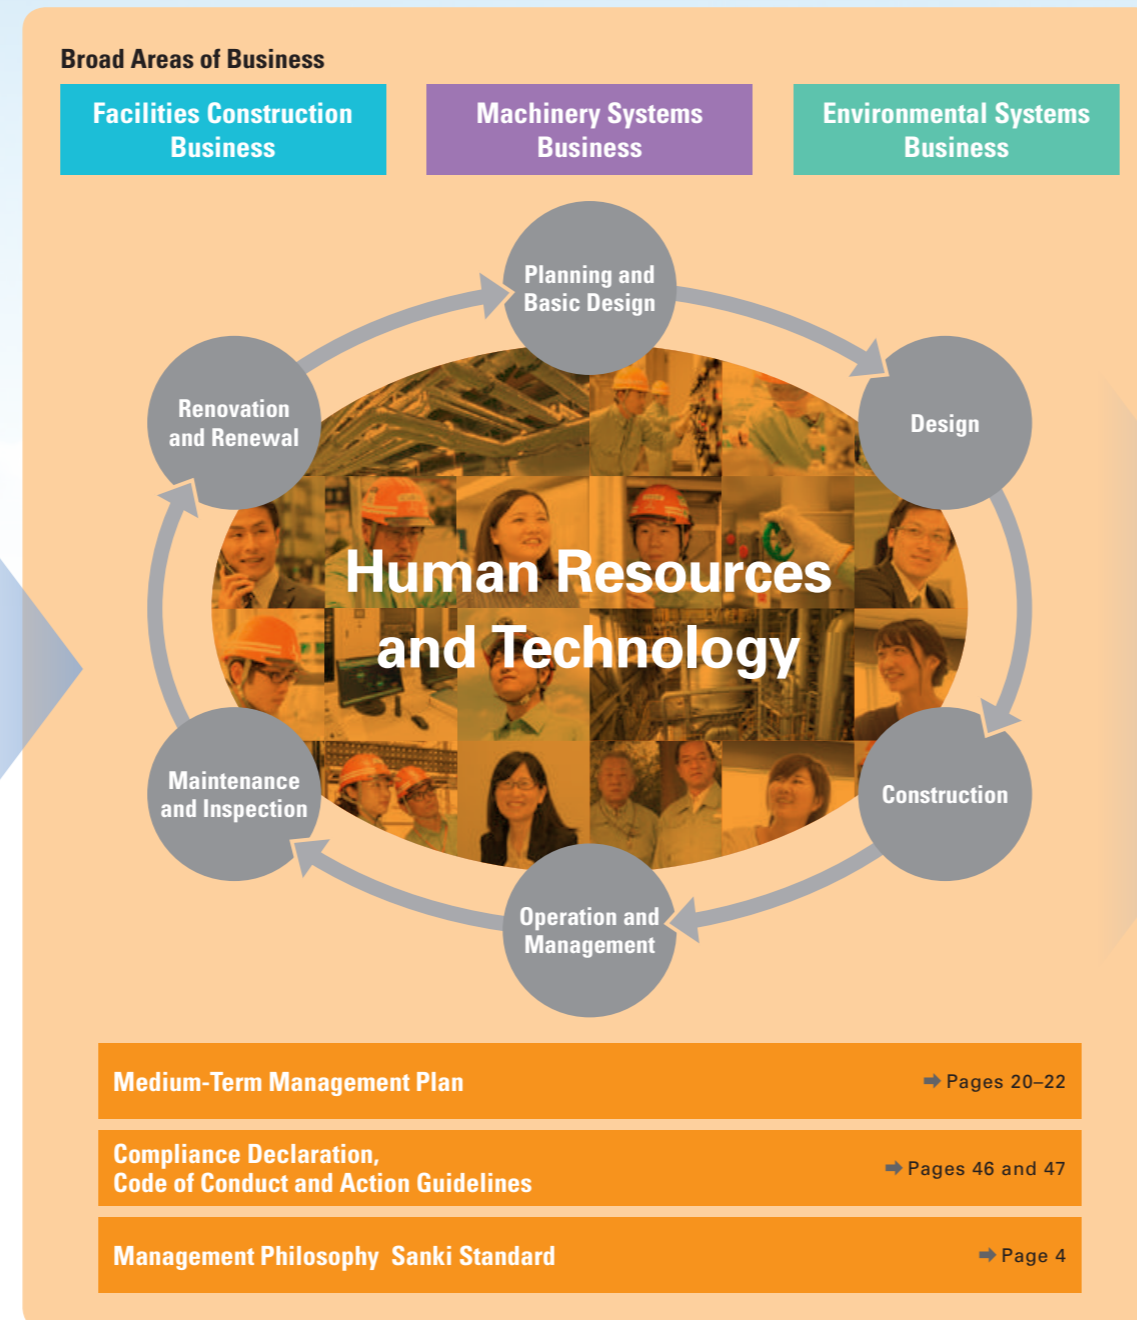 Broad Areas of Business
Facilities Construction
Business
Machinery Systems
Business
Environmental Systems
Business
Planning and
Basic Design
Renovation
and Renewal
Design
Human Resources
and Technology
Maintenance
and Inspection
Construction
Operation and
Management
Medium-Term Management Plan
➡ Pages 20–22
Compliance Declaration,
Code of Conduct and Action Guidelines
➡ Pages 46 and 47
Management Philosophy Sanki Standard
➡ Page 4